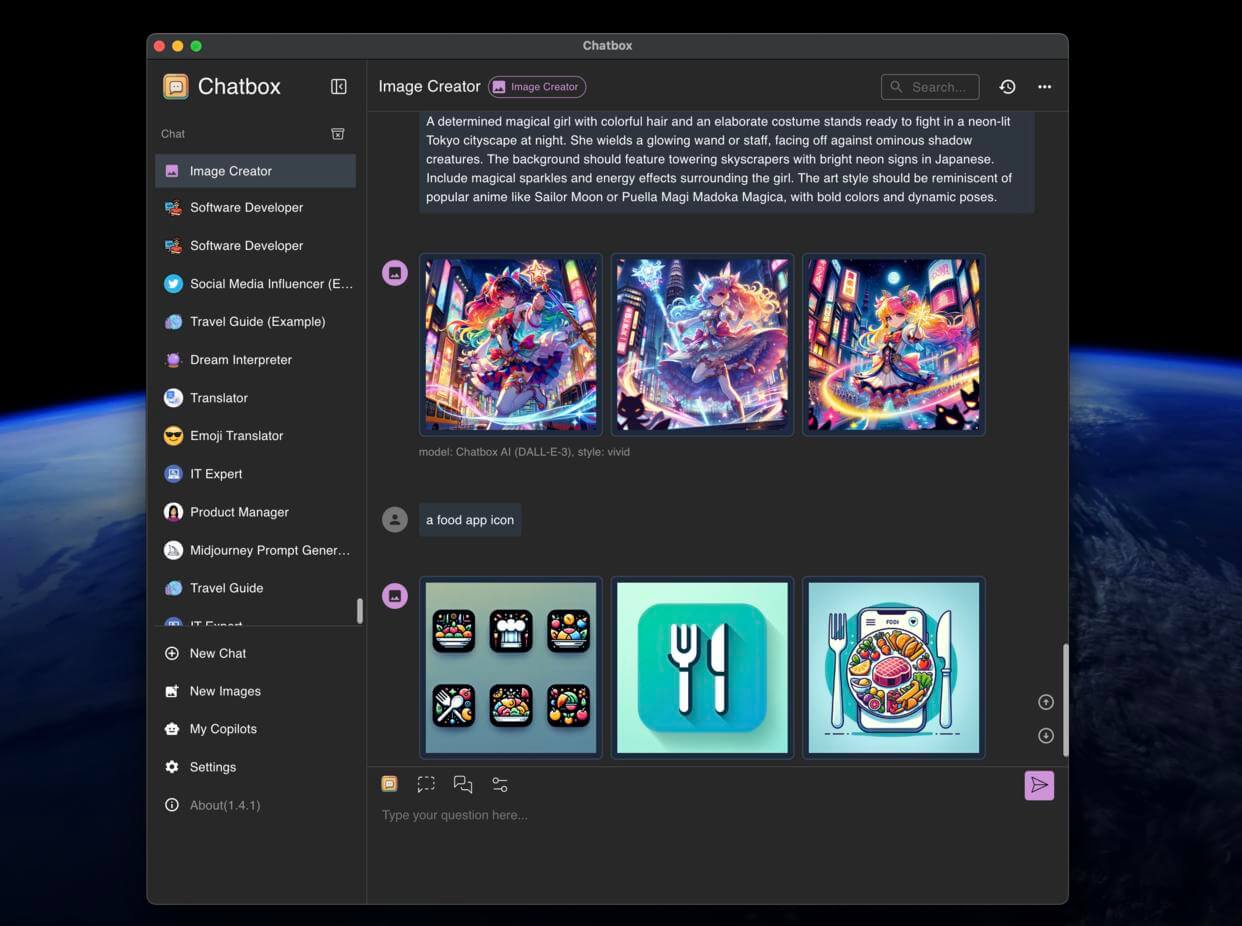 Chatbox
Chatbox
Chat
Image Creator
Software Developer
Software Developer
Social Media Influencer (E...
Travel Guide (Example)
Dream Interpreter
Translator
Emoji Translator
IT Expert
Product Manager
Midjourney Prompt Gener...
Travel Guide
IT Expert
New Chat
New Images
My Copilots
Settings
About(1.4.1)
Image Creator
Image Creator
Search...
A determined magical girl with colorful hair and an elaborate costume stands ready to fight in a neon-lit
Tokyo cityscape at night. She wields a glowing wand or staff, facing off against ominous shadow
creatures. The background should feature towering skyscrapers with bright neon signs in Japanese.
Include magical sparkles and energy effects surrounding the girl. The art style should be reminiscent of
popular anime like Sailor Moon or Puella Magi Madoka Magica, with bold colors and dynamic poses.
model: Chatbox AI (DALL-E-3), style: vivid
a food app icon
Type your question here...